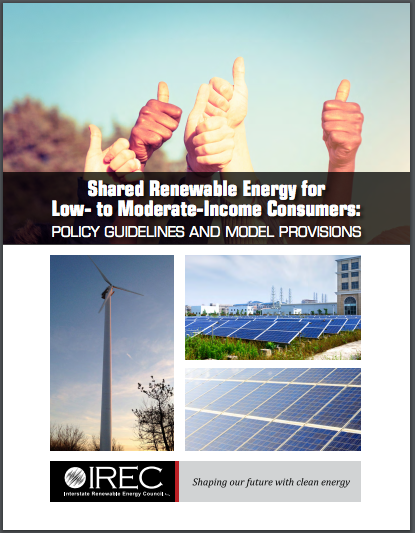 Shared Renewable Energy for
Low- to Moderate-Income Consumers:
POLICY GUIDELINES AND MODEL PROVISIONS
IREC
Interstate Renewable Energy Council
Shaping our future with clean energy